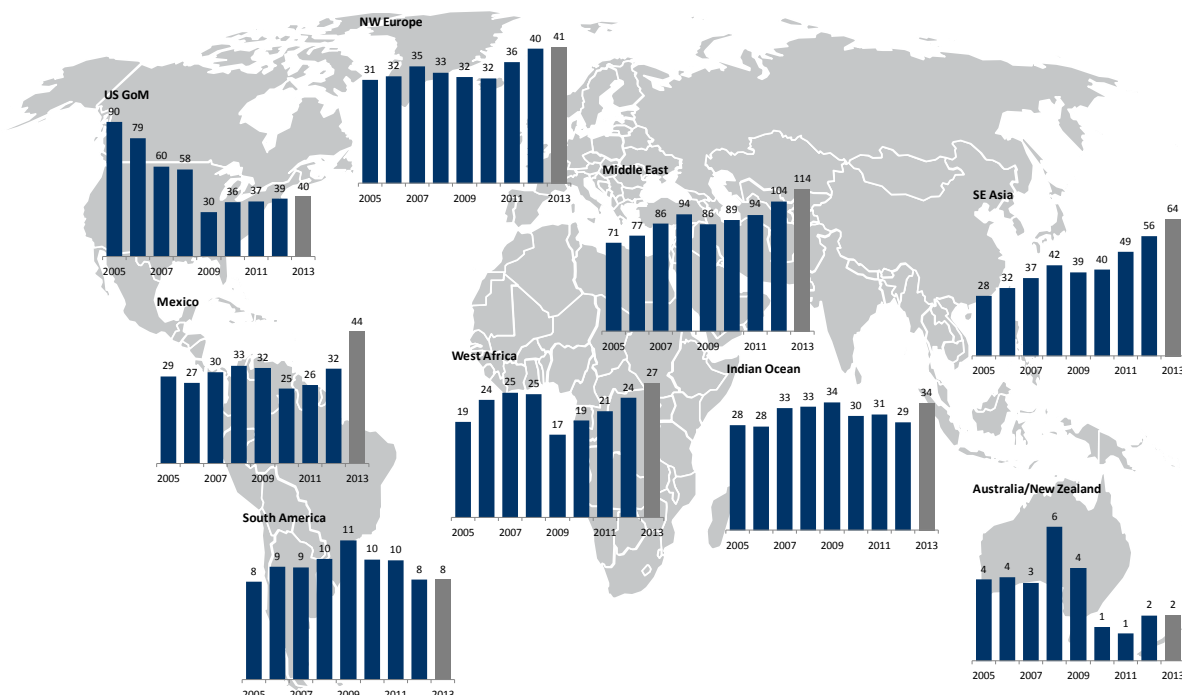 NW Europe
31 32 35 33 32 32 36 40 41
2005 2007 2009 2011 2013
US GoM
90 79 60 58 30 36 37 39 40
2005 2007 2009 2011 2013
Middle East
71 77 86 94 86 89 94 104 114
2005 2007 2009 2011 2013
SE Asia
28 32 37 42 39 40 49 56 64
2005 2007 2009 2011 2013
Mexico
29 27 30 33 32 25 26 32 44
2005 2007 2009 2011 2013
West Africa
19 24 25 25 17 19 21 24 27
2005 2007 2009 2011 2013
Indian Ocean
28 28 33 33 34 30 31 29 34
2005 2007 2009 2011 2013
Australia/New Zealand
4 4 3 6 4 1 1 2 2
2005 2007 2009 2011 2013
South America
8 9 9 10 11 10 10 8 8
2005 2007 2009 2011 2013